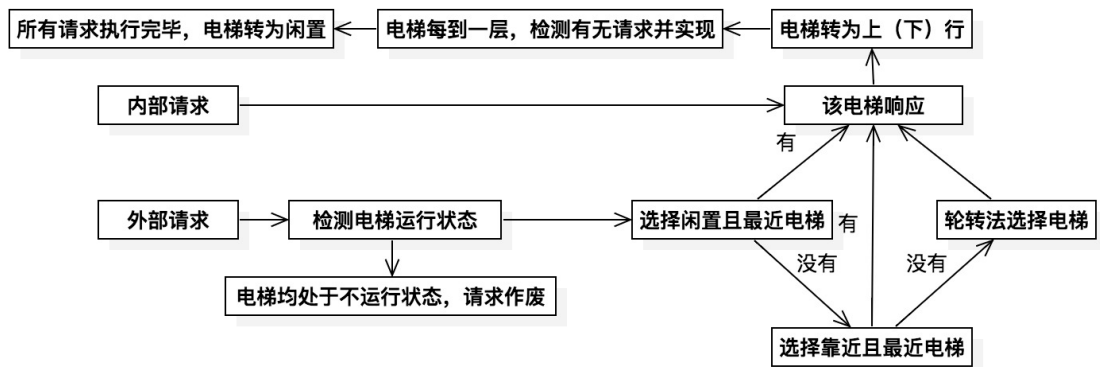 所有请求执行完毕，电梯转为闲置
电梯每到一层，检测有无请求并实现
电梯转为上（下）行
内部请求
该电梯响应
有
外部请求
检测电梯运行状态
选择闲置且最近电梯
有
轮转法选择电梯
没有
没有
电梯均处于不运行状态，请求作废
选择靠近且最近电梯